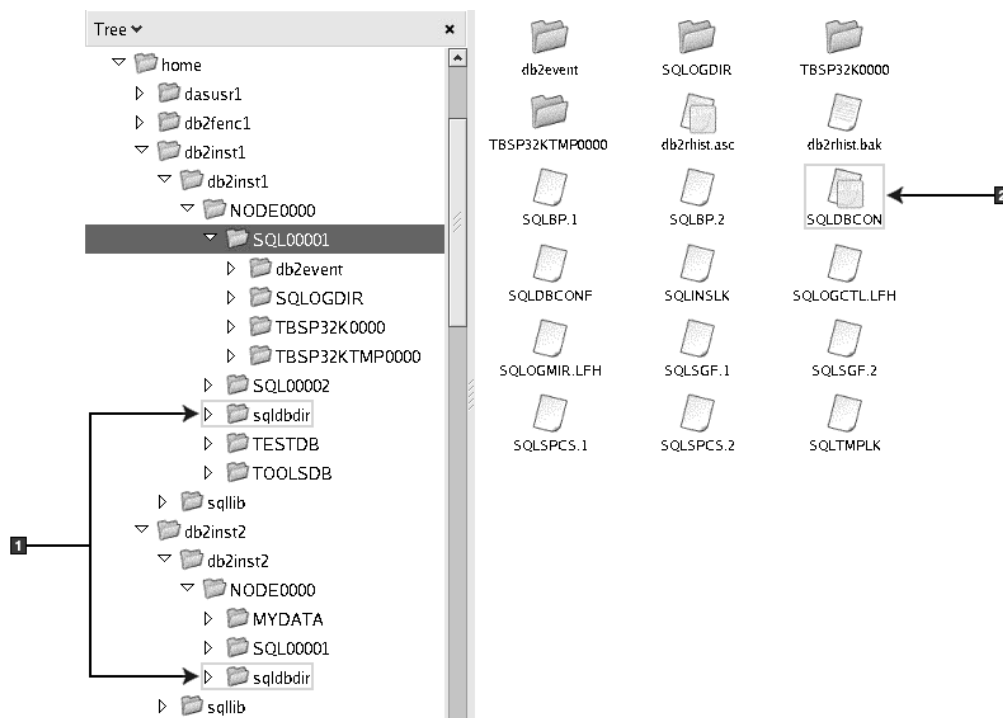 Tree
home
dasusr1
db2fenc1
db2inst1
db2inst1
NODE0000
SQL00001
db2event
SQLOGDIR
TBSP32K0000
TBSP32KTMP0000
SQL00002
sqldbdir
TESTDB
TOOLSDB
sqllib
db2inst2
db2inst2
NODE0000
MYDATA
SQL00001
sqldbdir
sqllib
1
db2event SQLOGDIR TBSP32K0000
TBSP32KTMP0000 db2rhist.asc db2rhist.bak
SQLBP.1 SQLBP.2 SQLDBCON
2
SQLDBCONF SQLINSLK SQLOGCTL.LFH
SQLOGMIR.LFH SQLSGF.1 SQLSGF.2
SQLSPCS.1 SQLSPCS.2 SQLTMPLK